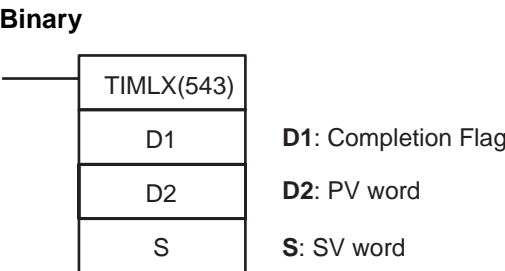 Binary
TIMLX(543)
D1 D1: Completion Flag
D2 D2: PV word
S S: SV word